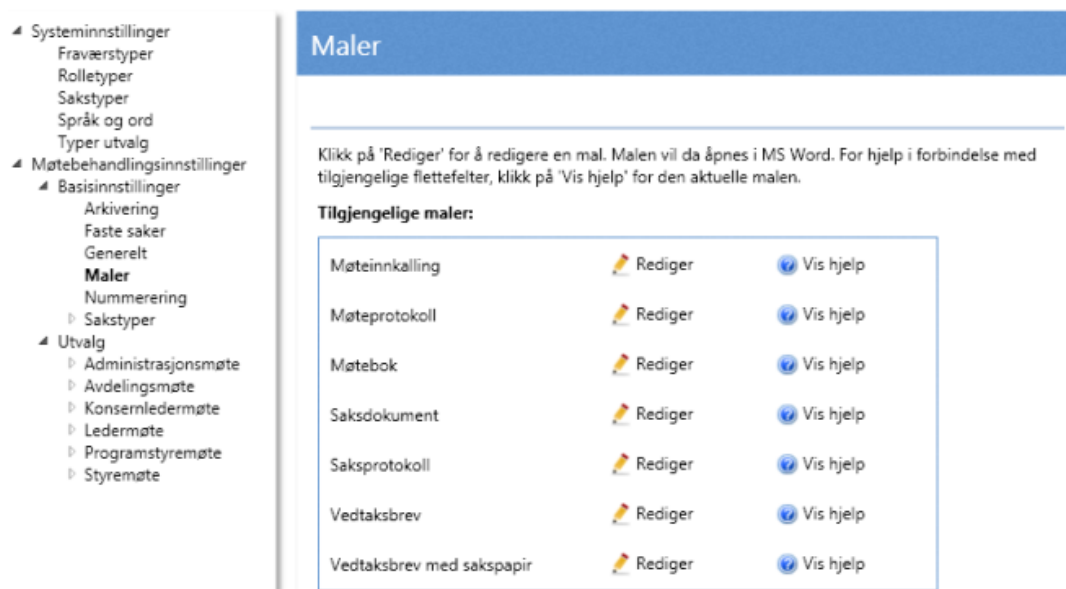 Systeminnstillinger
Fraværstyper
Rolletyper
Sakstyper
Språk og ord
Typer utvalg
Møtebehandlingsinnstillinger
Basisinnstillinger
Arkivering
Faste saker
Generelt
Maler
Nummerering
Sakstyper
Utvalg
Administrasjonsmøte
Avdelingsmøte
Konsernledermøte
Ledermøte
Programstyremøte
Styremøte
Maler
Klikk på 'Rediger' for å redigere en mal. Malen vil da åpnes i MS Word. For hjelp i forbindelse med
tilgjengelige flettefelter, klikk på 'Vis hjelp' for den aktuelle malen.
Tilgjengelige maler:
Møteinnkalling Rediger Vis hjelp
Møteprotokoll Rediger Vis hjelp
Møtebok Rediger Vis hjelp
Saksdokument Rediger Vis hjelp
Saksprotokoll Rediger Vis hjelp
Vedtaksbrev Rediger Vis hjelp
Vedtaksbrev med sakspapir Rediger Vis hjelp